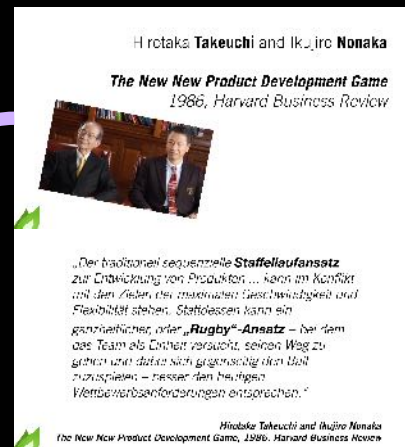 Hirotaka Takeuchi and Ikujiro Nonaka
The New New Product Development Game
1986, Harvard Business Review
„Der traditionell sequenzielle Staffellaufansatz
zur Entwicklung von Produkten ... kann im Konflikt
mit den Zielen der maximalen Geschwindigkeit und
Flexibilität stehen. Stattdessen kann ein
ganzheitlicher, oder „Rugby“-Ansatz – bei dem
das Team als Einheit versucht, seinen Weg zu
gehen und dabei sich gegenseitig den Ball
zuzuspielen – besser den heutigen
Wettbewerbsanforderungen entsprechen.“
Hirotaka Takeuchi and Ikujiro Nonaka
The New New Product Development Game, 1986, Harvard Business Review